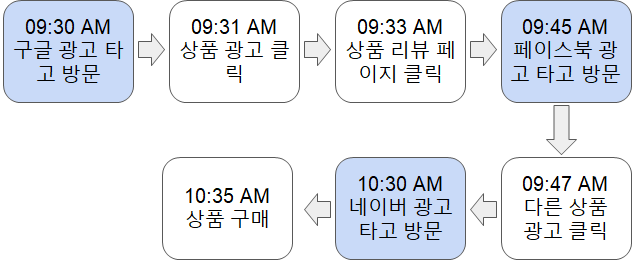 09:30 AM
구글 광고 타
고 방문
09:31 AM
상품 광고 클
릭
09:33 AM
상품 리뷰 페
이지 클릭
09:45 AM
페이스북 광
고 타고 방문
09:47 AM
다른 상품
광고 클릭
10:30 AM
네이버 광고
타고 방문
10:35 AM
상품 구매